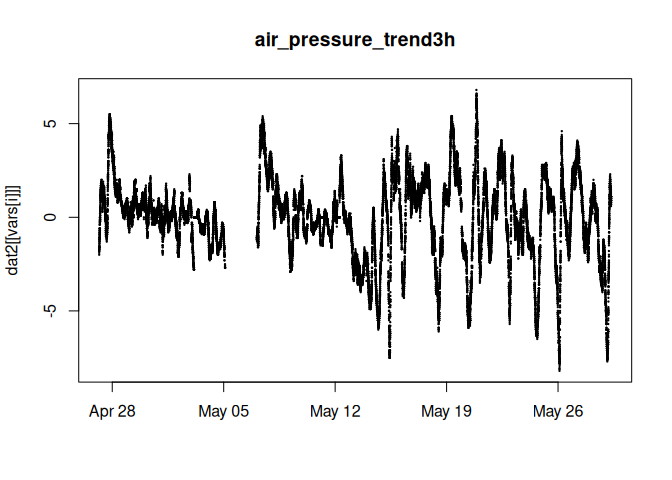 air_pressure_trend3h
dat2[[vars[i]]]
5
0
-5
Apr 28
May 05
May 12
May 19
May 26